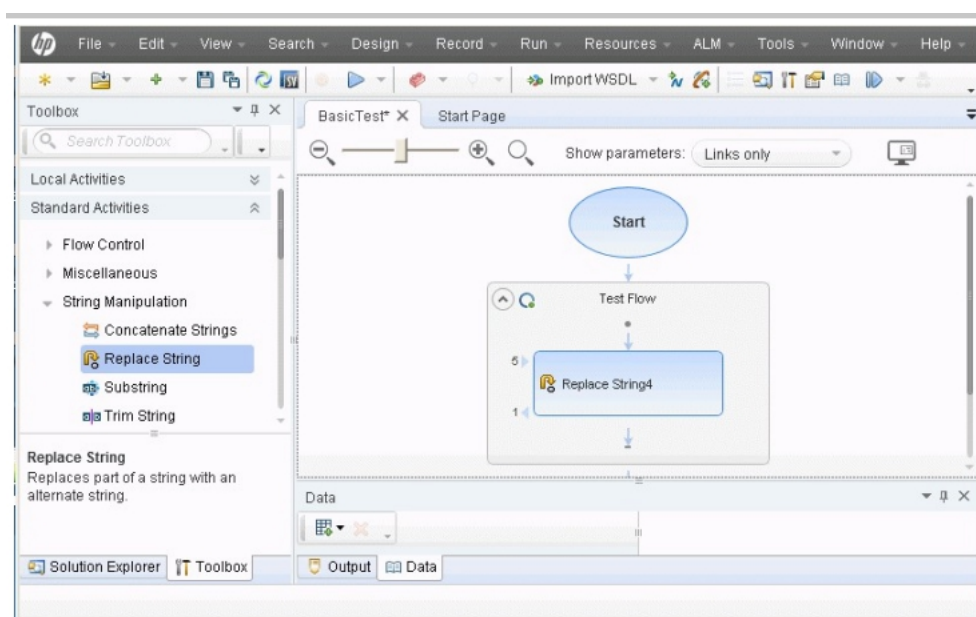 hp File Edit View Search Design Record Run Resources ALM Tools Window Help
Import WSDL
Toolbox
BasicTest* Start Page
Search Toolbox
Show parameters: Links only
Local Activities
Standard Activities
Flow Control
Miscellaneous
String Manipulation
Concatenate Strings
Replace String
Substring
Trim String
Start
Test Flow
5
Replace String4
1
Replace String
Replaces part of a string with an
alternate string.
Data
Solution Explorer Toolbox
Output Data